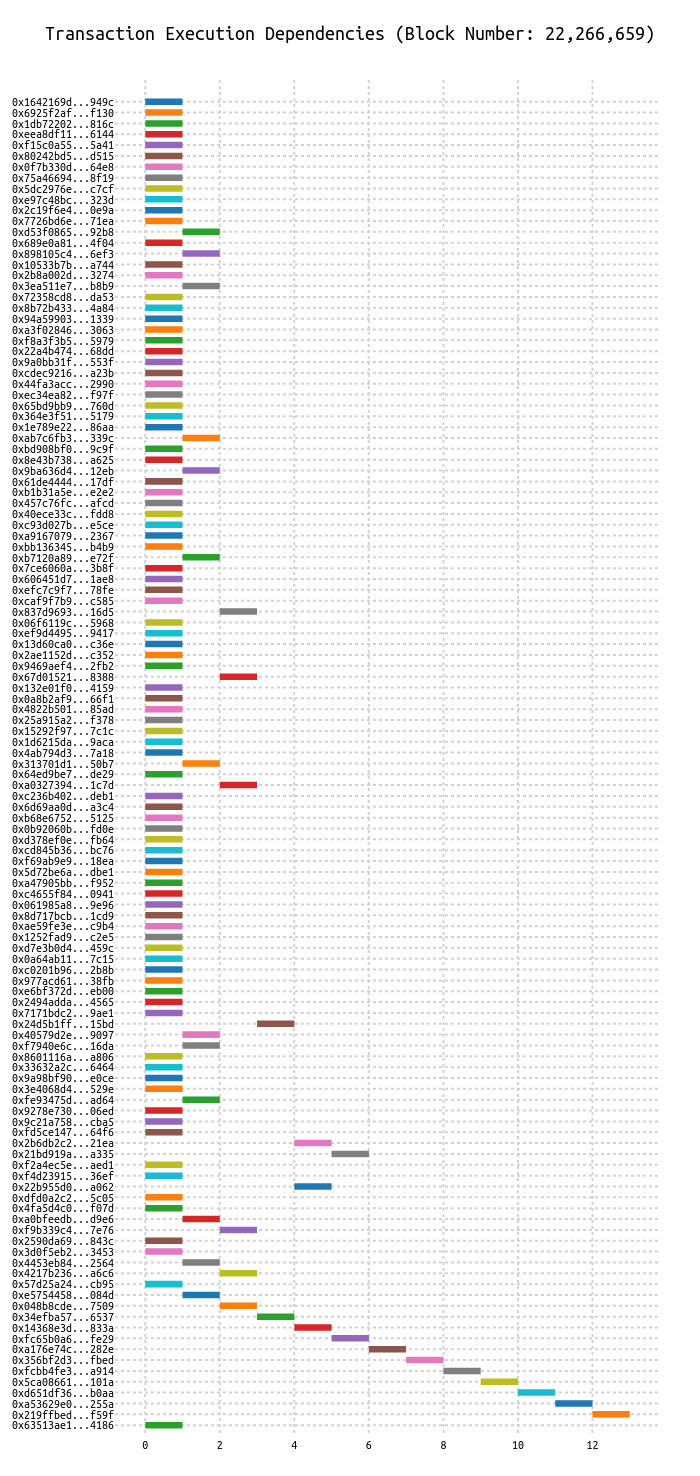 Transaction Execution Dependencies (Block Number: 22,266,659)
0x1642169d...949c
0x6925f2af...f130
0x1db72202...816c
0xeea8df11...6144
0xf15c0a55...5a41
0x80242bd5...d515
0x0f7b330d...64e8
0x75a46694...8f19
0x5dc2976e...c7cf
0xe97c48bc...323d
0x2c19f6e4...0e9a
0x7726bd6e...71ea
0xd53f0865...92b8
0x689e0a81...4f04
0x898105c4...6ef3
0x10533b7b...a744
0x2b8a002d...3274
0x3ea511e7...b8b9
0x72358cd8...da53
0x8b72b433...4a84
0x94a59903...1339
0xa3f02846...3063
0xf8a3f3b5...5979
0x22a4b474...68dd
0x9a0bb31f...553f
0xcdec9216...a23b
0x44fa3acc...2990
0xec34ea82...f97f
0x65bd9bb9...760d
0x364e3f51...5179
0x1e789e22...86aa
0xab7c6fb3...339c
0xbd908bf0...9c9f
0x8e43b738...a625
0x9ba636d4...12eb
0x61de4444...17df
0xb1b31a5e...e2e2
0x457c76fc...afcd
0x40ece33c...fdd8
0xc93d027b...e5ce
0xa9167079...2367
0xbb136345...b4b9
0xb7120a89...e72f
0x7ce6060a...3b8f
0x606451d7...1ae8
0xefc7c9f7...78fe
0xcaf9f7b9...c585
0x837d9693...16d5
0x06f6119c...5968
0xef9d4495...9417
0x13d60ca0...c36e
0x2ae1152d...c352
0x9469aef4...2fb2
0x67d01521...8388
0x132e01f0...4159
0x0a8b2af9...66f1
0x4822b501...85ad
0x25a915a2...f378
0x15292f97...7c1c
0x1d6215da...9aca
0x4ab794d3...7a18
0x313701d1...50b7
0x64ed9be7...de29
0xa0327394...1c7d
0xc236b402...deb1
0x6d69aa0d...a3c4
0xb68e6752...5125
0x0b92060b...fd0e
0xd378ef0e...fb64
0xcd845b36...bc76
0xf69ab9e9...18ea
0x5d72be6a...dbe1
0xa47905bb...f952
0xc4655f84...0941
0x061985a8...9e96
0x8d717bcb...1cd9
0xae59fe3e...c9b4
0x1252fad9...c2e5
0xd7e3b0d4...459c
0x0a64ab11...7c15
0xc0201b96...2b8b
0x977acd61...38fb
0xe6bf372d...eb00
0x2494adda...4565
0x7171bdc2...9ae1
0x24d5b1ff...15bd
0x40579d2e...9097
0xf7940e6c...16da
0x8601116a...a806
0x33632a2c...6464
0x9a98bf90...e0ce
0x3e4068d4...529e
0xfe93475d...ad64
0x9278e730...06ed
0x9c21a758...cba5
0xfd5ce147...64f6
0x2b6db2c2...21ea
0x21bd919a...a335
0xf2a4ec5e...aed1
0xf4d23915...36ef
0x22b955d0...a062
0xdfd0a2c2...5c05
0x4fa5d4c0...f07d
0xa0bfeedb...d9e6
0xf9b339c4...7e76
0x2590da69...843c
0x3d0f5eb2...3453
0x4453eb84...2564
0x4217b236...a6c6
0x57d25a24...cb95
0xe5754458...084d
0x048b8cde...7509
0x34efba57...6537
0x14368e3d...833a
0xfc65b0a6...fe29
0xa176e74c...282e
0x356bf2d3...fbed
0xfcbb4fe3...a914
0x5ca08661...101a
0xd651df36...b0aa
0xa53629e0...255a
0x219ffbed...f59f
0x63513ae1...4186
0 2 4 6 8 10 12